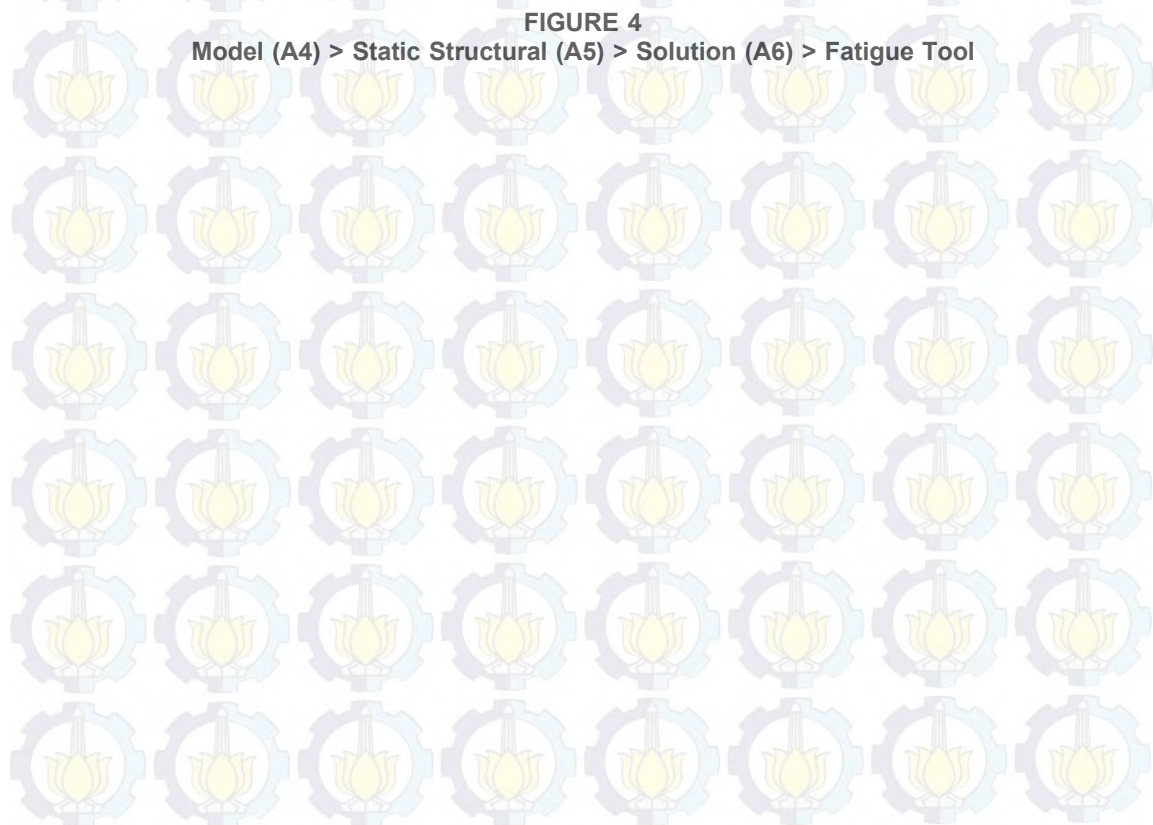 FIGURE 4
Model (A4) > Static Structural (A5) > Solution (A6) > Fatigue Tool